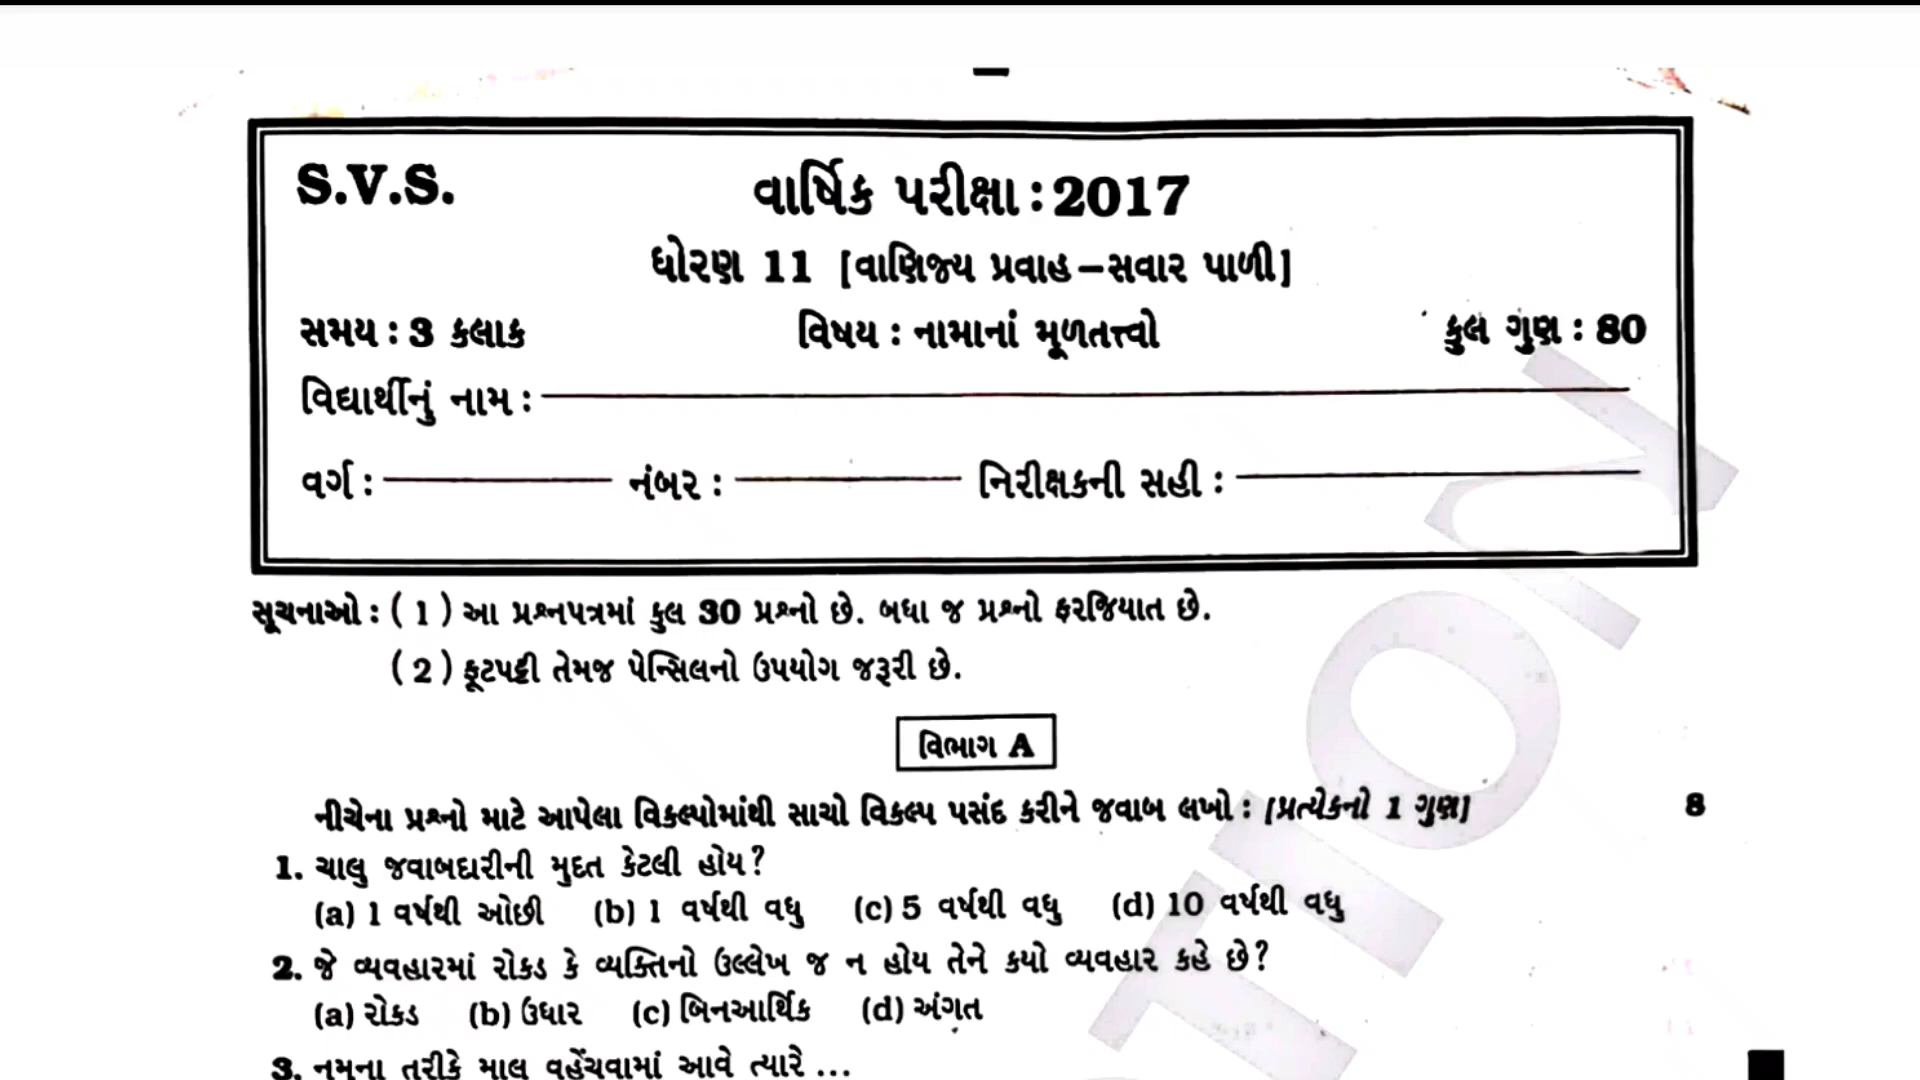 S.V.S.
વાર્ષિક પરીક્ષા : 2017
ધોરણ 11 [વાણિજ્ય પ્રવાહ – સવાર પાળી]
સમય : 3 કલાક વિષય : નામાનાં મૂળતત્ત્વો કુલ ગુણ : 80
વિદ્યાર્થીનું નામ :
વર્ગ : નંબર : નિરીક્ષકની સહી :
સૂચનાઓ : ( 1 ) આ પ્રશ્નપત્રમાં કુલ 30 પ્રશ્નો છે. બધા જ પ્રશ્નો ફરજિયાત છે.
( 2 ) ફૂટપટ્ટી તેમજ પેન્સિલનો ઉપયોગ જરૂરી છે.
વિભાગ A
નીચેના પ્રશ્નો માટે આપેલા વિકલ્પોમાંથી સાચો વિકલ્પ પસંદ કરીને જવાબ લખો : [પ્રત્યેકનો 1 ગુણ] 8
1. ચાલુ જવાબદારીની મુદત કેટલી હોય?
(a) 1 વર્ષથી ઓછી (b) 1 વર્ષથી વધુ (c) 5 વર્ષથી વધુ (d) 10 વર્ષથી વધુ
2. જે વ્યવહારમાં રોકડ કે વ્યક્તિનો ઉલ્લેખ જ ન હોય તેને કયો વ્યવહાર કહે છે?
(a) રોકડ (b) ઉધાર (c) બિનઆર્થિક (d) અંગત
3. નમૂના તરીકે માલ વહેંચવામાં આવે ત્યારે ...